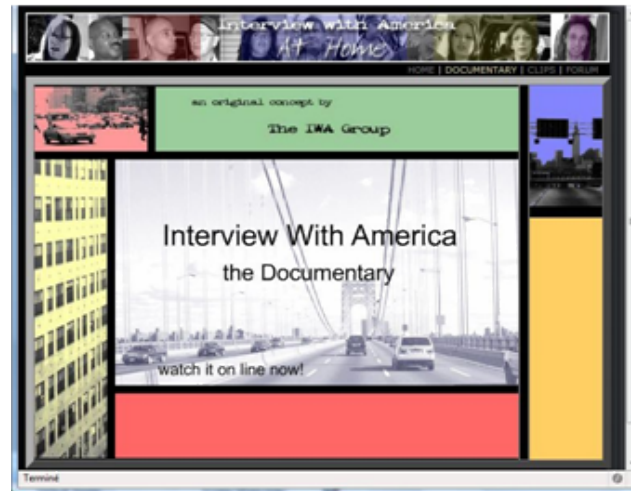 Interview with America
At Home
HOME | DOCUMENTARY | CLIPS | FORUM
an original concept by
The IWA Group
Interview With America
the Documentary
watch it on line now!
Terminé